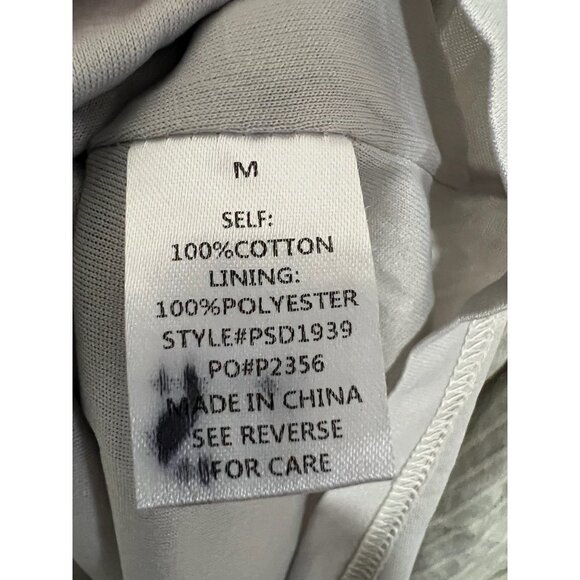 M
SELF:
100%COTTON
LINING:
100%POLYESTER
STYLE#PSD1939
PO#P2356
MADE IN CHINA
SEE REVERSE
FOR CARE